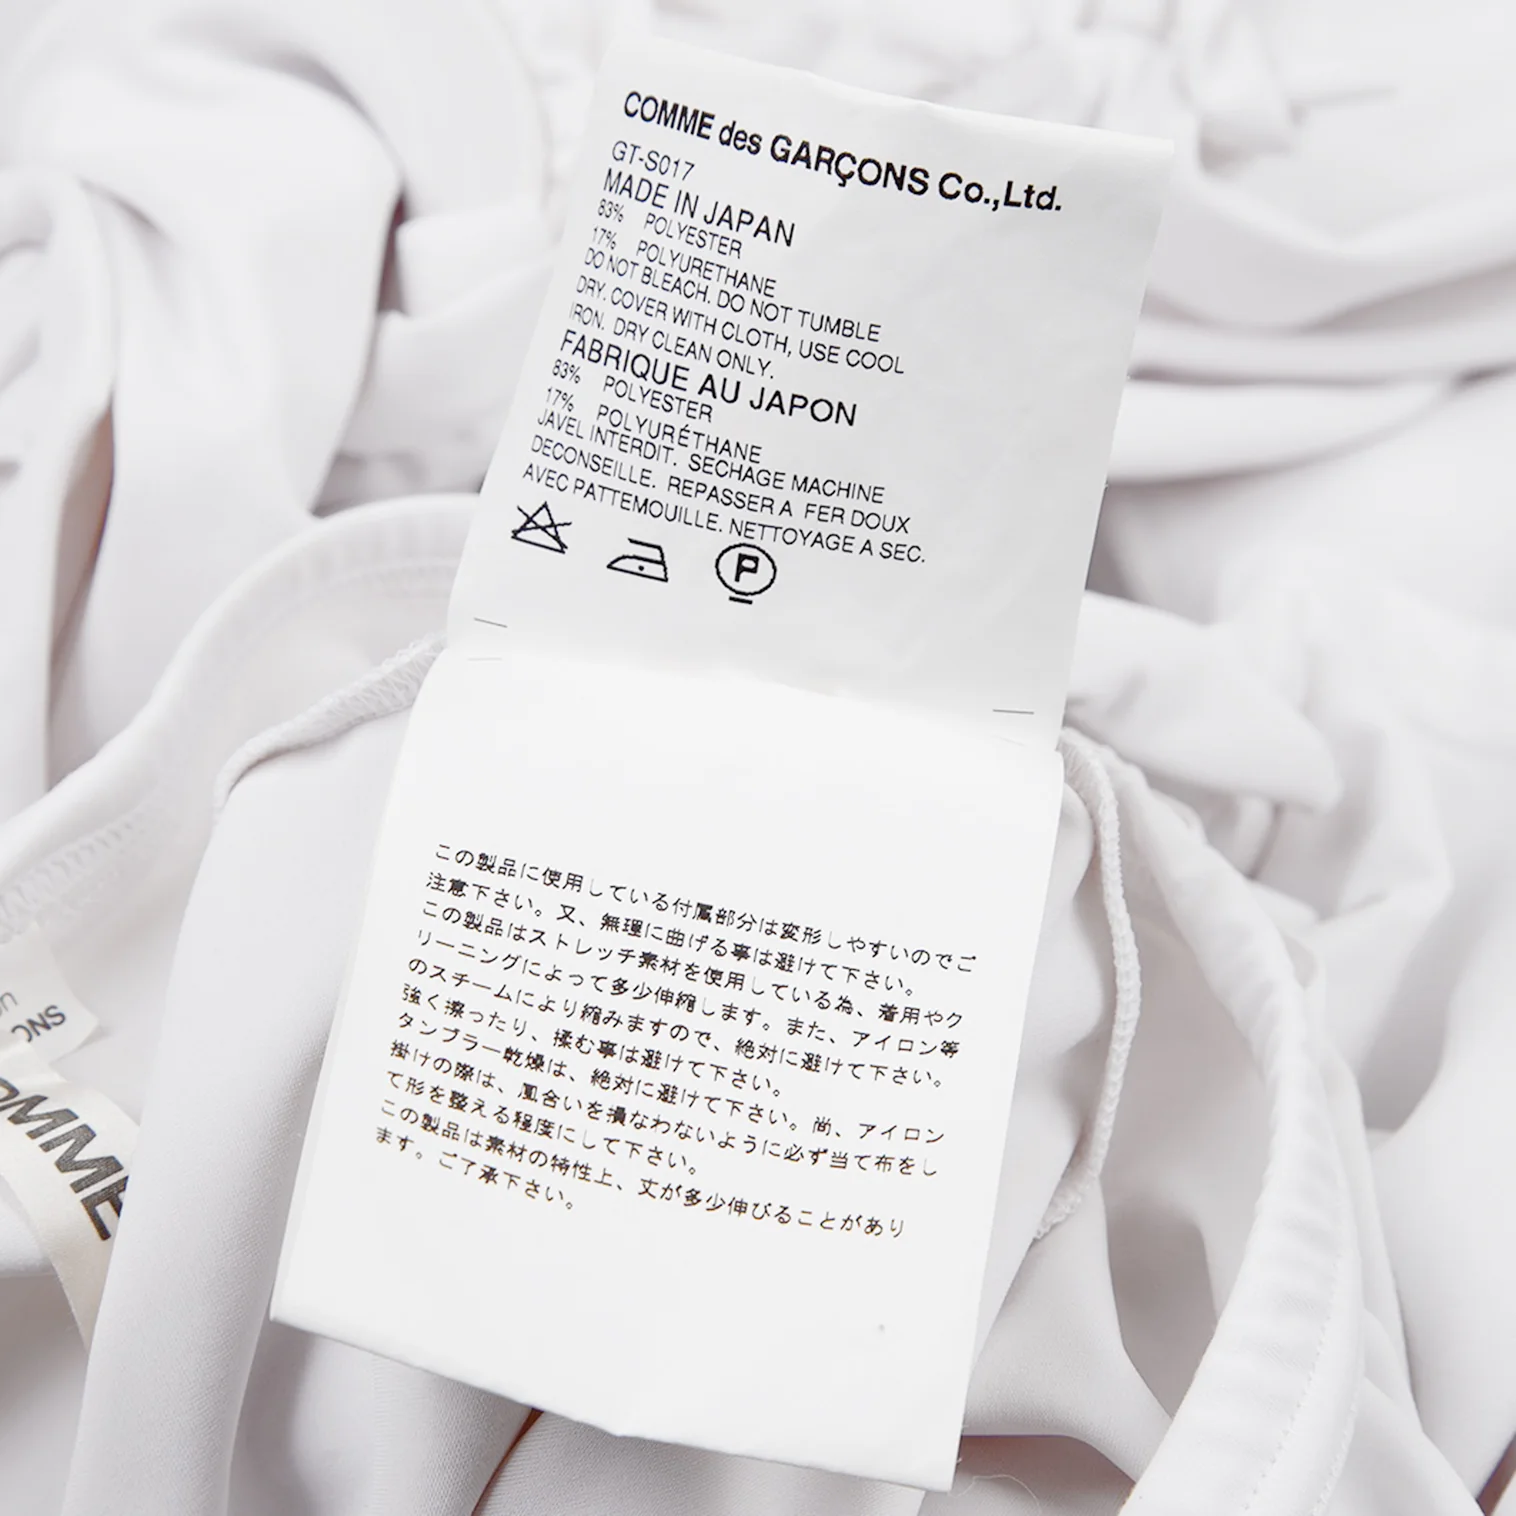 COMME des GARÇONS Co.,Ltd.
GT-S017
MADE IN JAPAN
83% POLYESTER
17% POLYURETHANE
DO NOT BLEACH. DO NOT TUMBLE
DRY. COVER WITH CLOTH, USE COOL
IRON. DRY CLEAN ONLY.
FABRIQUE AU JAPON
83% POLYESTER
17% POLYURÉTHANE
JAVEL INTERDIT. SECHAGE MACHINE
DECONSEILLE. REPASSER A FER DOUX
AVEC PATTEMOUILLE. NETTOYAGE A SEC.
P
この製品に使用している付属部分は変形しやすいのでご
注意下さい。又、無理に曲げる事は避けて下さい。
この製品はストレッチ素材を使用している為、着用やク
リーニングによって多少伸縮します。また、アイロン等
のスチームにより縮みますので、絶対に避けて下さい。
強く擦ったり、揉む事は避けて下さい。
タンブラー乾燥は、絶対に避けて下さい。尚、アイロン
掛けの際は、風合いを損なわないように必ず当て布をし
て形を整える程度にして下さい。
この製品は素材の特性上、丈が多少伸びることがあり
ます。ご了承下さい。
ONS
OMME